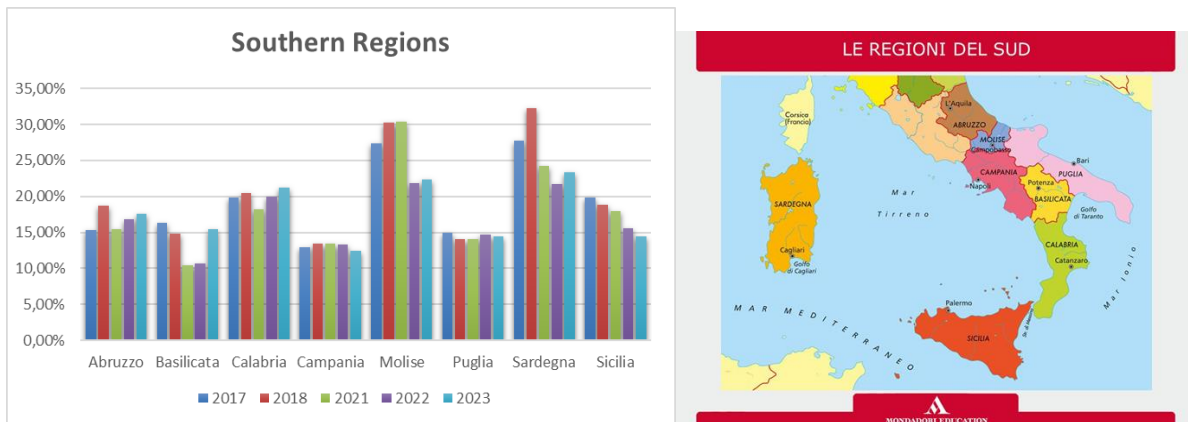 Southern Regions
35,00%
30,00%
25,00%
20,00%
15,00%
10,00%
5,00%
0,00%
Abruzzo Basilicata Calabria Campania Molise Puglia Sardegna Sicilia
2017 2018 2021 2022 2023
LE REGIONI DEL SUD
Corsica
(Francia)
L'Aquila
ABRUZZO
MOLISE
Campobasso
CAMPANIA
Napoli
Bari
PUGLIA
Potenza
BASILICATA
Golfo
di Taranto
Mar
Tirreno
SARDEGNA
Cagliari
Golfo
di Cagliari
CALABRIA
Catanzaro
Mar Ionio
Palermo
SICILIA
MAR MEDITERRANEO
MONDADORI EDUCATION